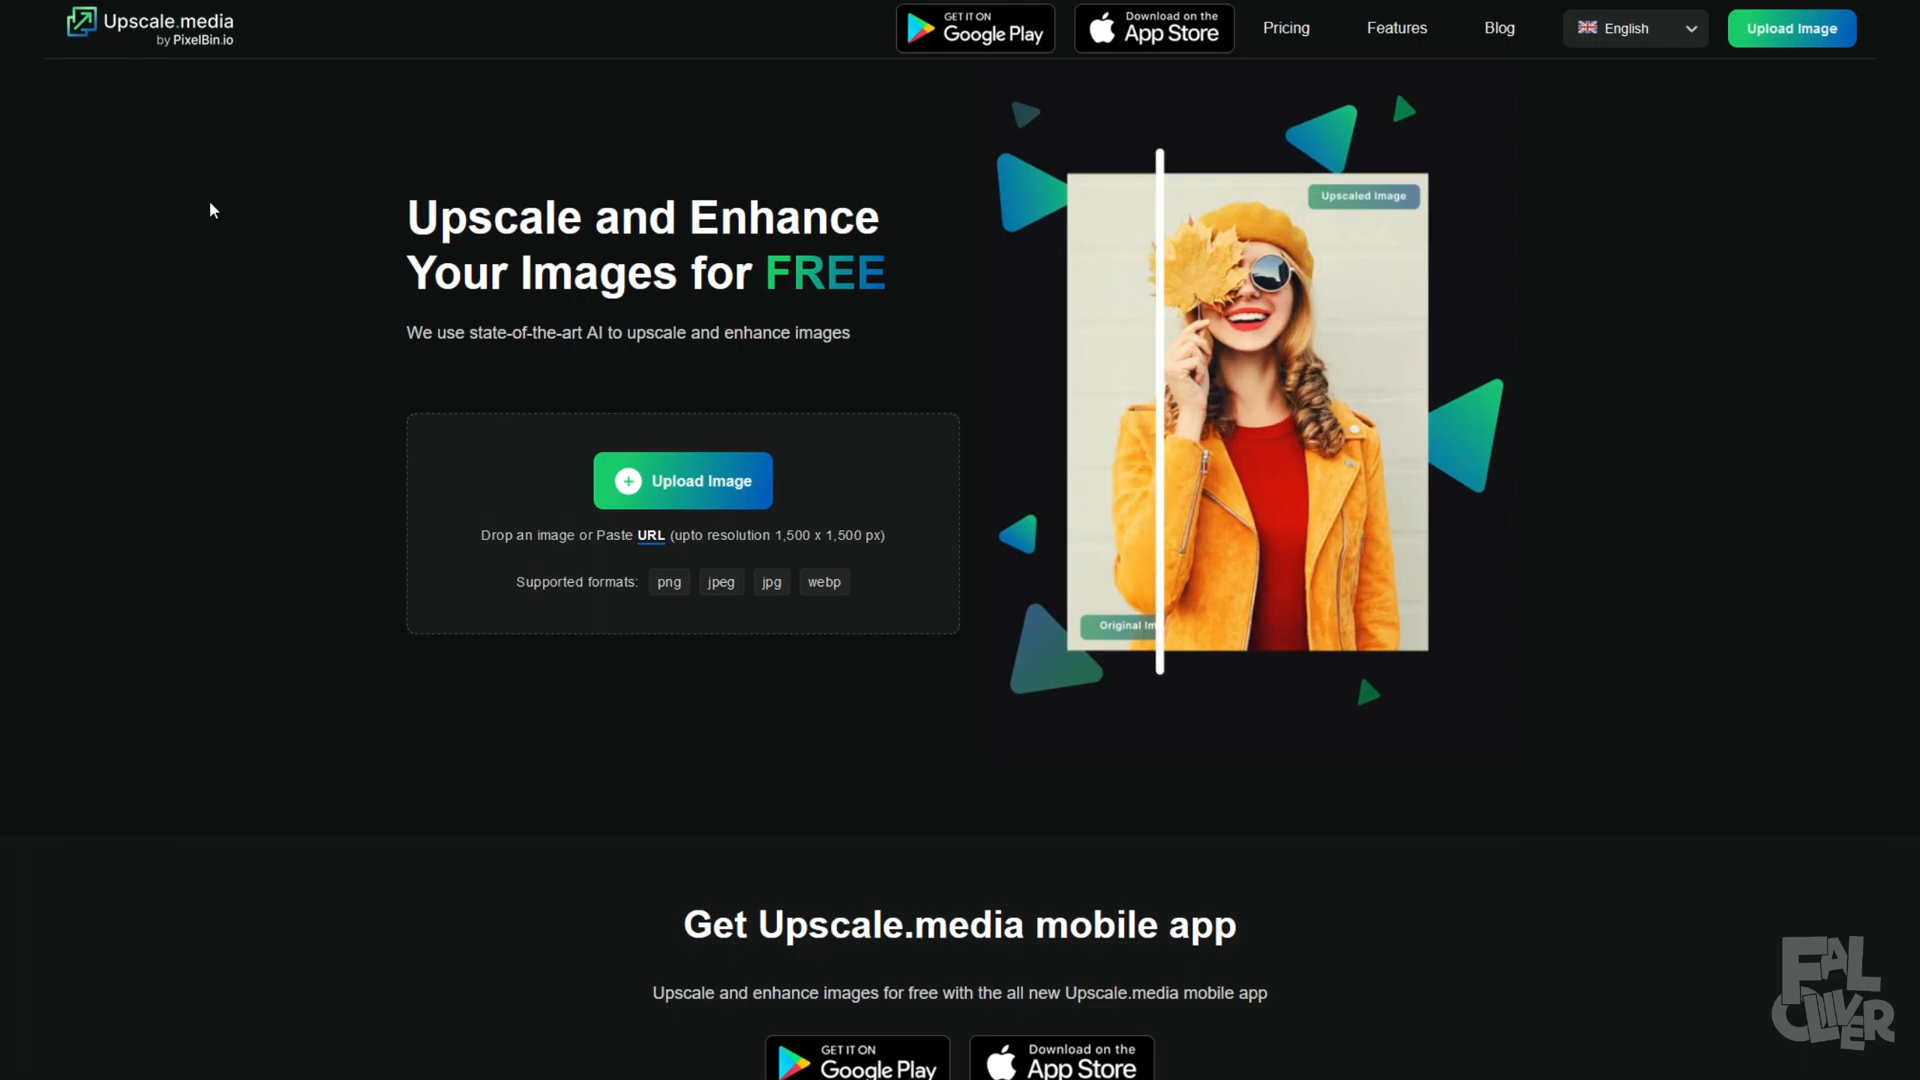 Upscale.media
by PixelBin.io
GET IT ON
Google Play
Download on the
App Store
Pricing
Features
Blog
English
Upload Image
Upscale and Enhance
Your Images for FREE
We use state-of-the-art AI to upscale and enhance images
Upload Image
Drop an image or Paste URL (upto resolution 1,500 x 1,500 px)
Supported formats: png jpeg jpg webp
Upscaled Image
Original Im
Get Upscale.media mobile app
Upscale and enhance images for free with the all new Upscale.media mobile app
GET IT ON
Google Play
Download on the
App Store
FAL
OLIVER